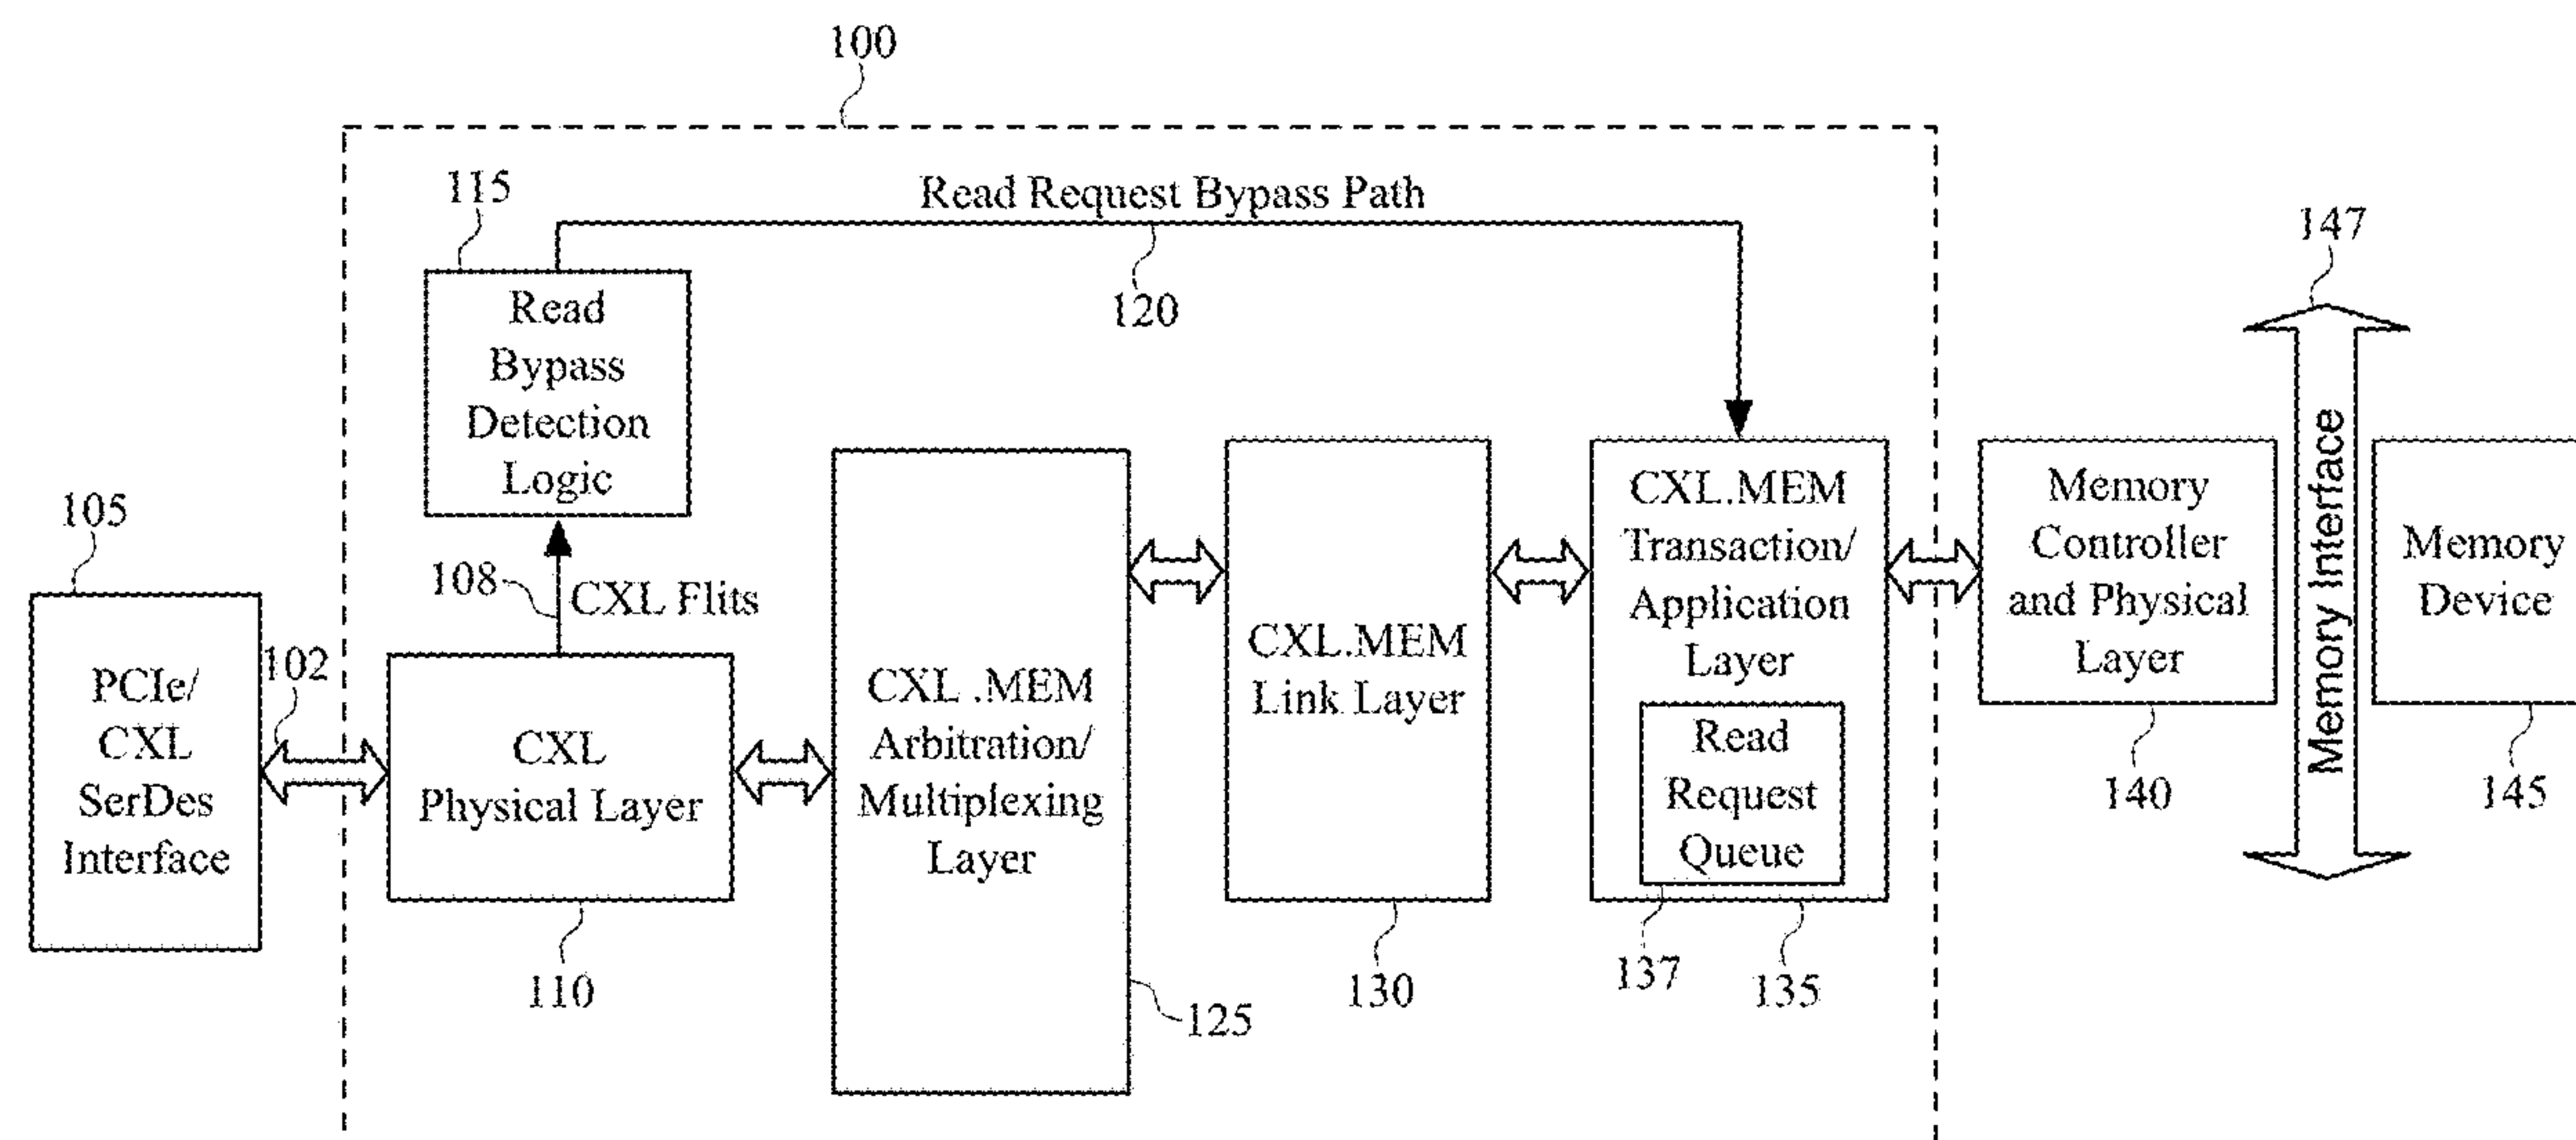 100
115
Read Request Bypass Path
120
147
Read
Bypass
Detection
Logic
108
CXL Flits
105
PCIe/
CXL
SerDes
Interface
102
CXL
Physical Layer
110
CXL .MEM
Arbitration/
Multiplexing
Layer
125
CXL.MEM
Link Layer
130
CXL.MEM
Transaction/
Application
Layer
Read
Request
Queue
137
135
Memory
Controller
and Physical
Layer
140
Memory Interface
Memory
Device
145